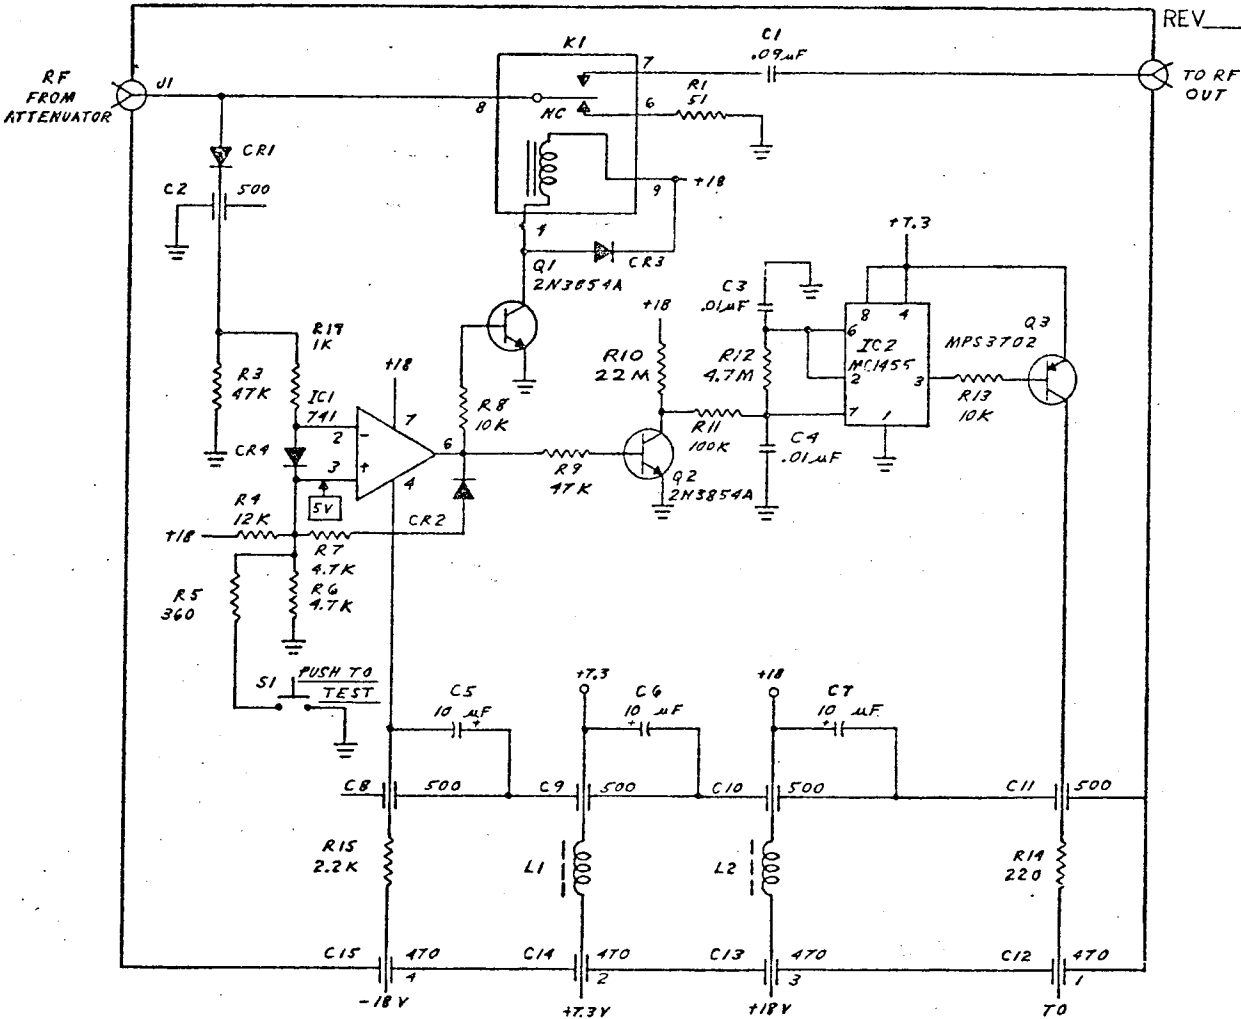 REV
RF
FROM
ATTENUATOR
J1
K1
C1
.09µF
TO RF
OUT
7
R1
51
8
NC
6
CR1
C2
500
9
+18
4
CR3
Q1
2N3854A
+7.3
C3
.01µF
+18
R10
22M
R12
4.7M
8
4
6
IC2
MC1455
2
3
7
1
MPS3702
Q3
R13
10K
R19
1K
R3
47K
+18
IC1
741
7
2
-
3
+
6
4
5V
R8
10K
CR4
R11
100K
C4
.01µF
R9
47K
Q2
2N3854A
R4
12K
+18
CR2
R7
4.7K
R5
360
R6
4.7K
S1
PUSH TO
TEST
C5
10 µF
+
+7.3
C6
10 µF
+
+18
C7
10 µF
+
C8
500
C9
500
C10
500
C11
500
R15
2.2K
L1
L2
R14
220
C15
470
4
C14
470
2
C13
470
3
C12
470
1
-18V
+7.3V
+18V
TO